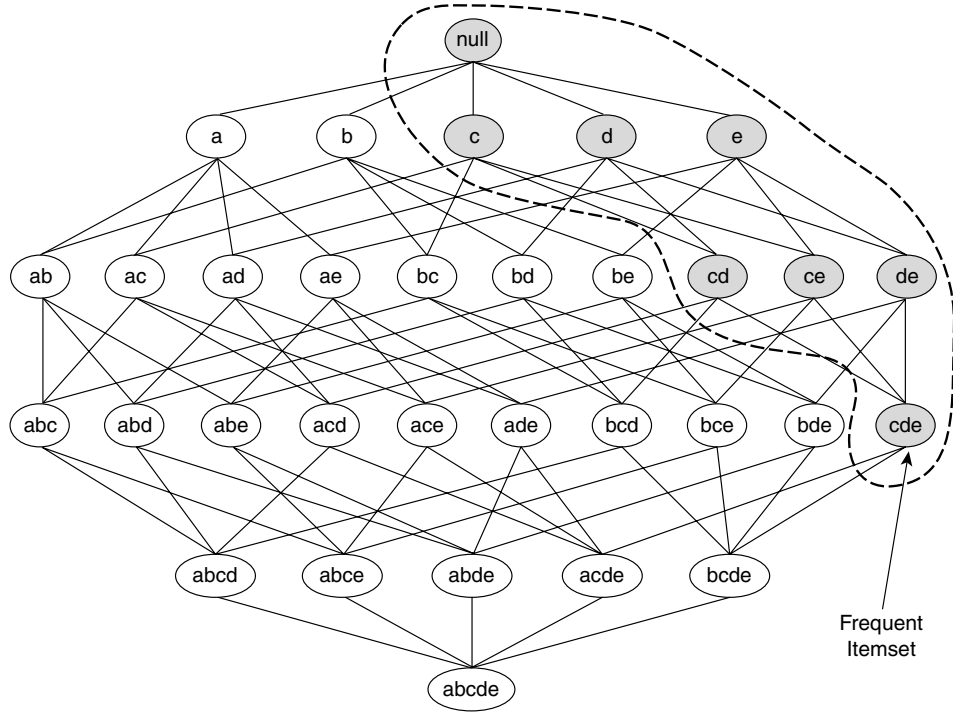 null
a b c d e
ab ac ad ae bc bd be cd ce de
abc abd abe acd ace ade bcd bce bde cde
abcd abce abde acde bcde
Frequent
Itemset
abcde